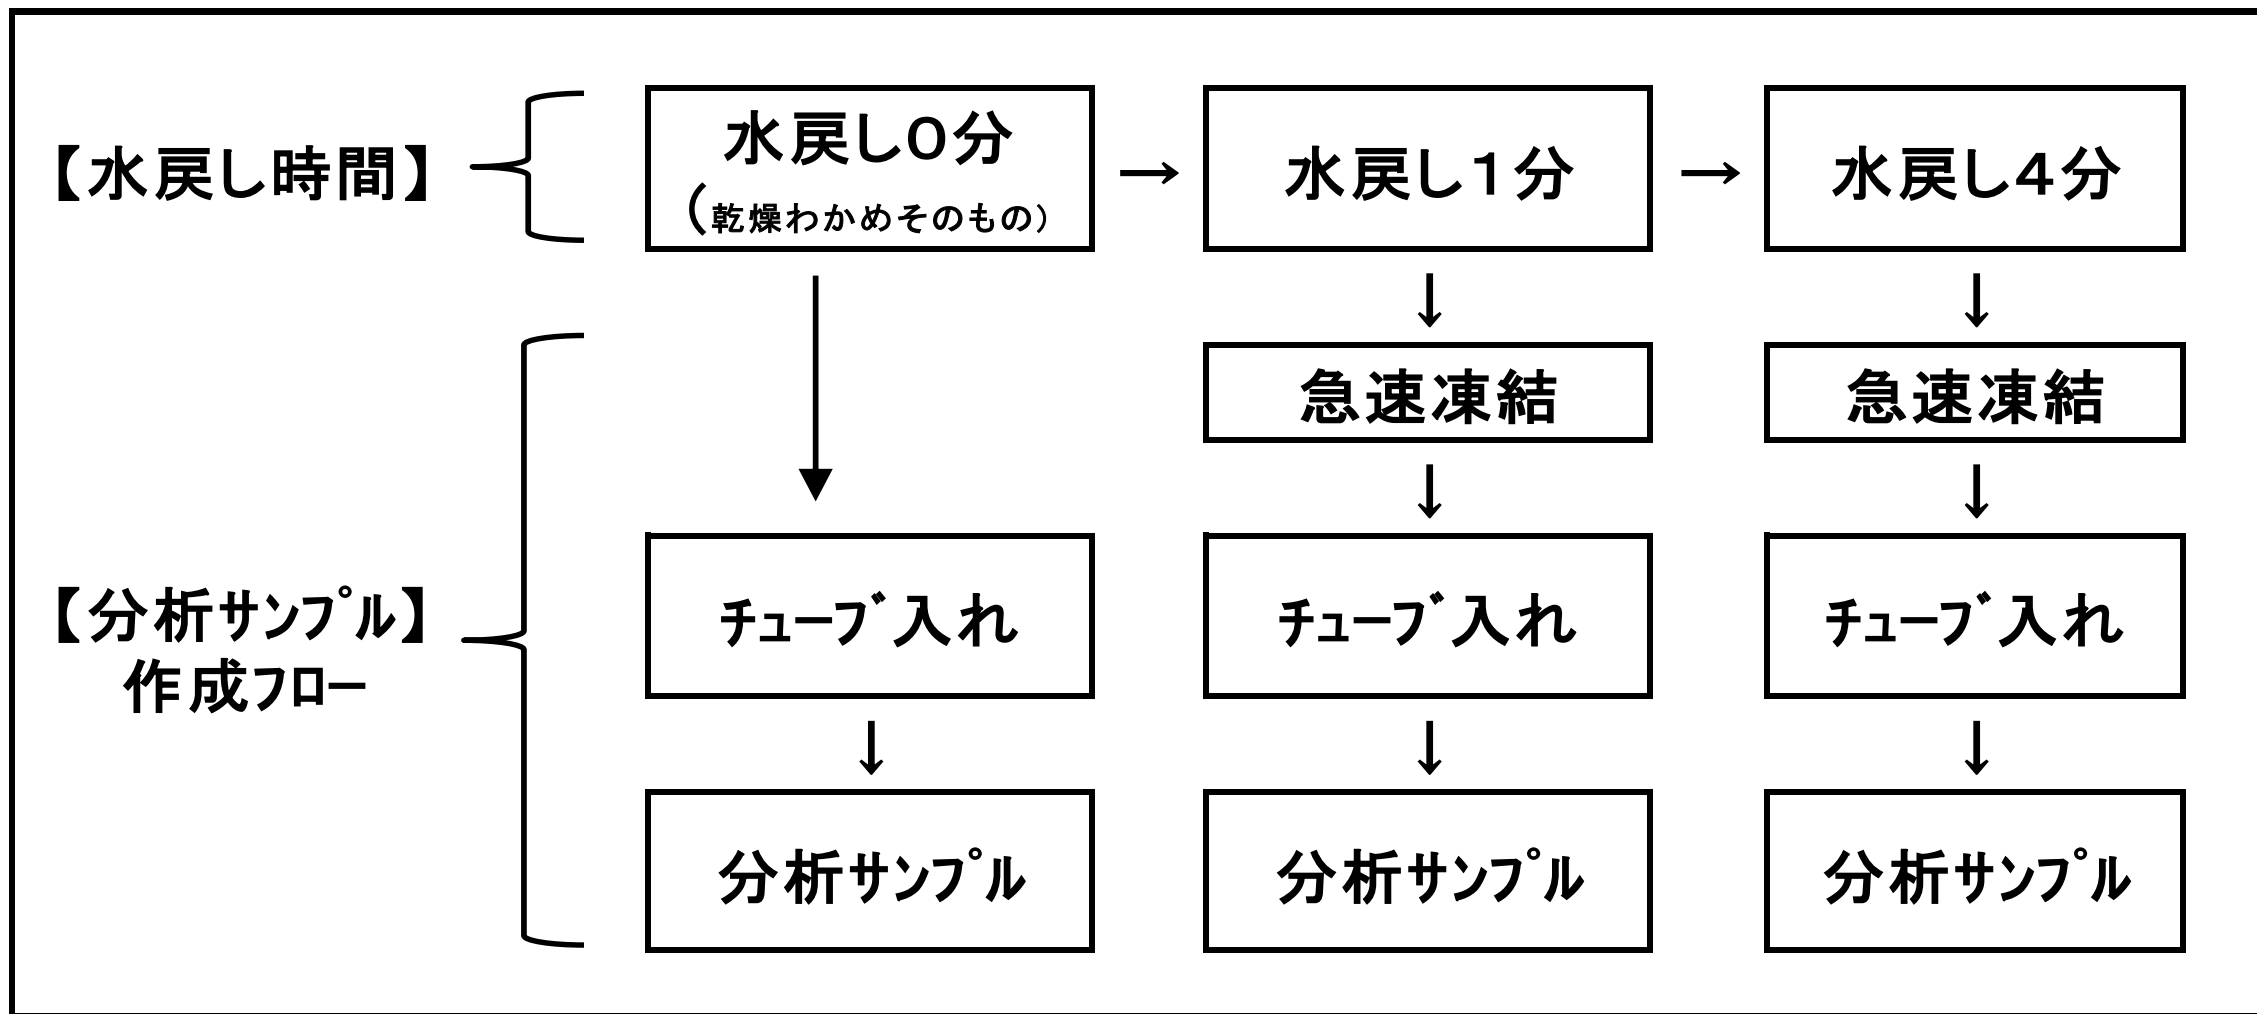 【水戻し時間】
水戻し０分
（乾燥わかめそのもの）
→
水戻し１分
→
水戻し４分
↓
↓
急速凍結
急速凍結
↓
↓
【分析ｻﾝﾌﾟﾙ】
作成ﾌﾛｰ
ﾁｭｰﾌﾞ入れ
ﾁｭｰﾌﾞ入れ
ﾁｭｰﾌﾞ入れ
↓
↓
↓
分析ｻﾝﾌﾟﾙ
分析ｻﾝﾌﾟﾙ
分析ｻﾝﾌﾟﾙ